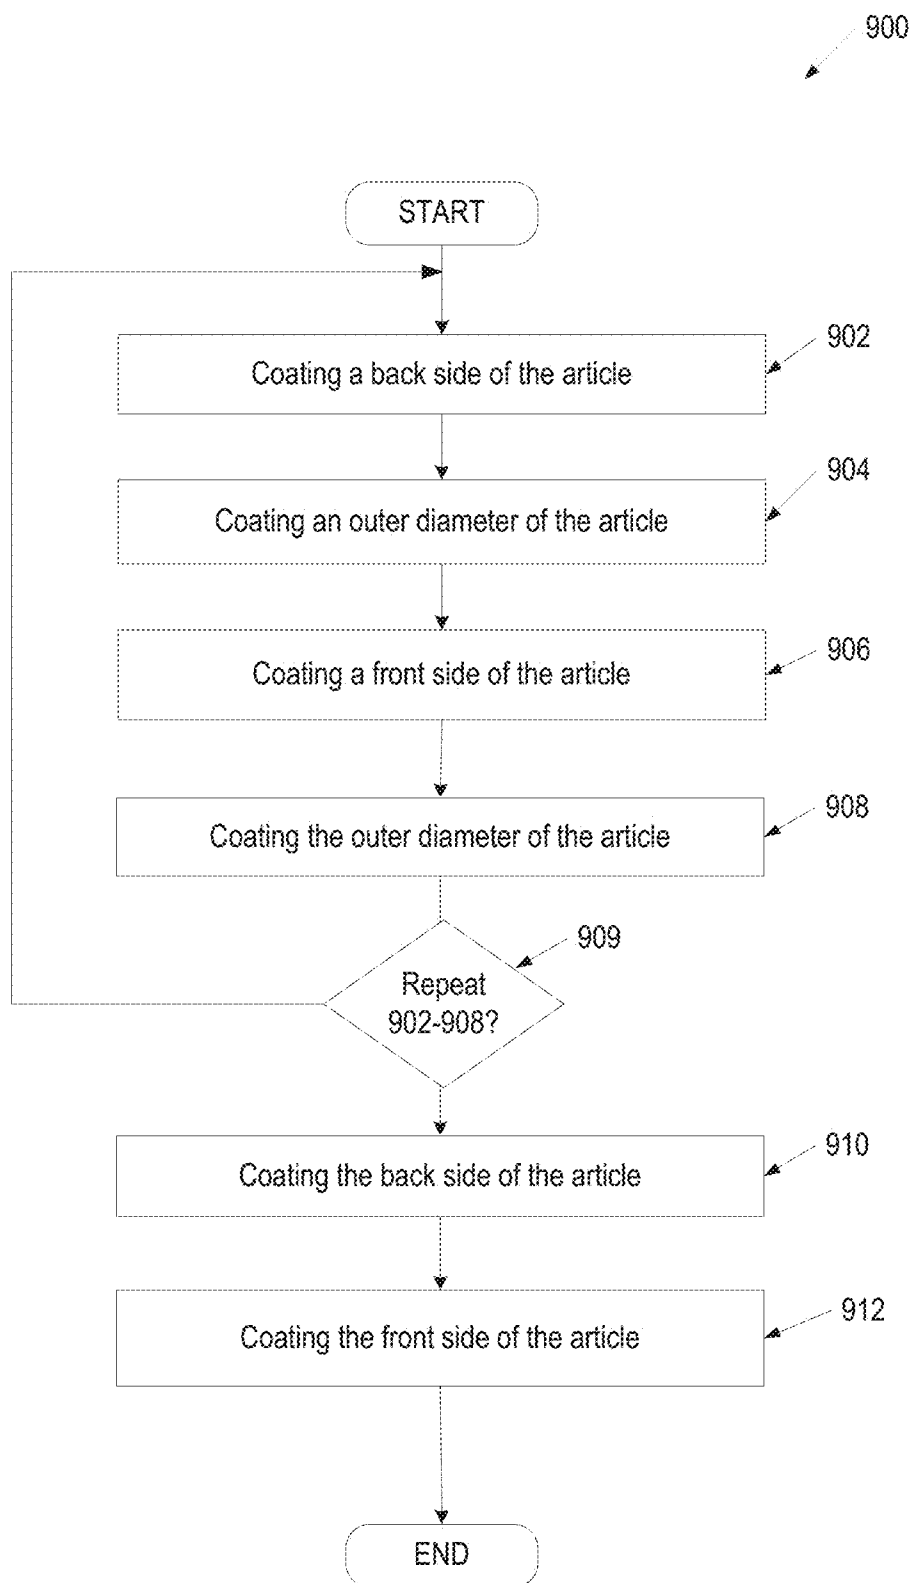 900
START
902
Coating a back side of the article
904
Coating an outer diameter of the article
906
Coating a front side of the article
908
Coating the outer diameter of the article
909
Repeat
902-908?
910
Coating the back side of the article
912
Coating the front side of the article
END